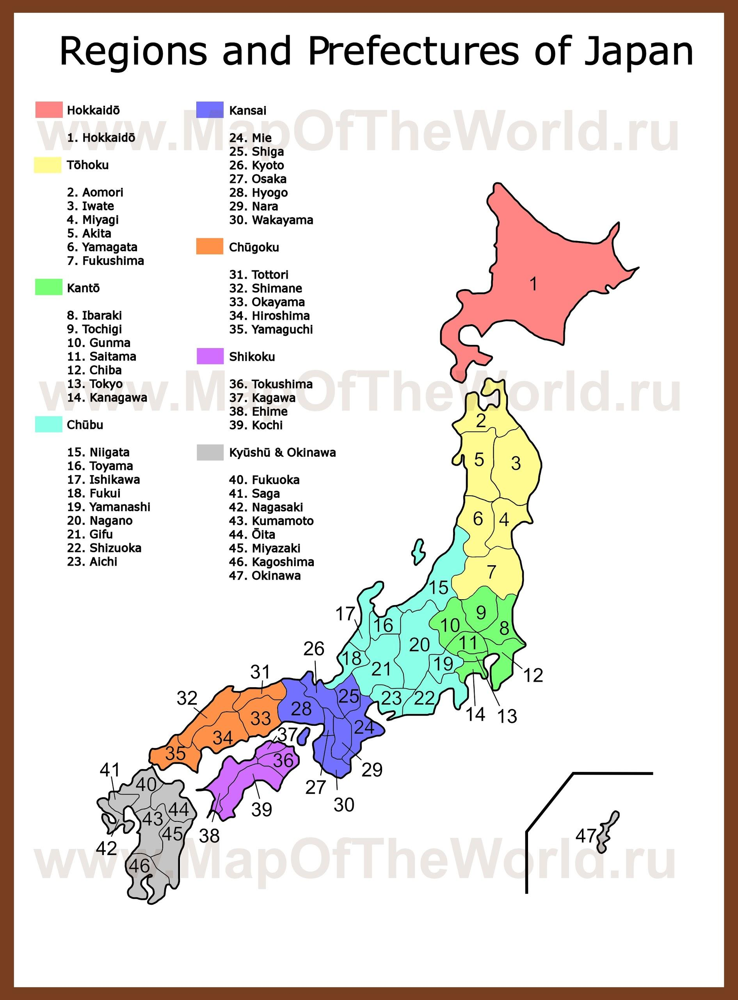 Regions and Prefectures of Japan
Hokkaidō
1. Hokkaidō
Tōhoku
2. Aomori
3. Iwate
4. Miyagi
5. Akita
6. Yamagata
7. Fukushima
Kantō
8. Ibaraki
9. Tochigi
10. Gunma
11. Saitama
12. Chiba
13. Tokyo
14. Kanagawa
Chūbu
15. Niigata
16. Toyama
17. Ishikawa
18. Fukui
19. Yamanashi
20. Nagano
21. Gifu
22. Shizuoka
23. Aichi
Kansai
24. Mie
25. Shiga
26. Kyoto
27. Osaka
28. Hyogo
29. Nara
30. Wakayama
Chūgoku
31. Tottori
32. Shimane
33. Okayama
34. Hiroshima
35. Yamaguchi
Shikoku
36. Tokushima
37. Kagawa
38. Ehime
39. Kochi
Kyūshū & Okinawa
40. Fukuoka
41. Saga
42. Nagasaki
43. Kumamoto
44. Ōita
45. Miyazaki
46. Kagoshima
47. Okinawa
www.MapOfTheWorld.ru
www.MapOfTheWorld.ru
www.MapOfTheWorld.ru
1
2
5
3
6
4
7
15
9
17
16
10
8
11
20
26
18
19
21
31
12
32
25
23
22
28
14
13
33
24
37
34
35
36
41
29
40
27
30
44
39
43
45
38
47
42
46